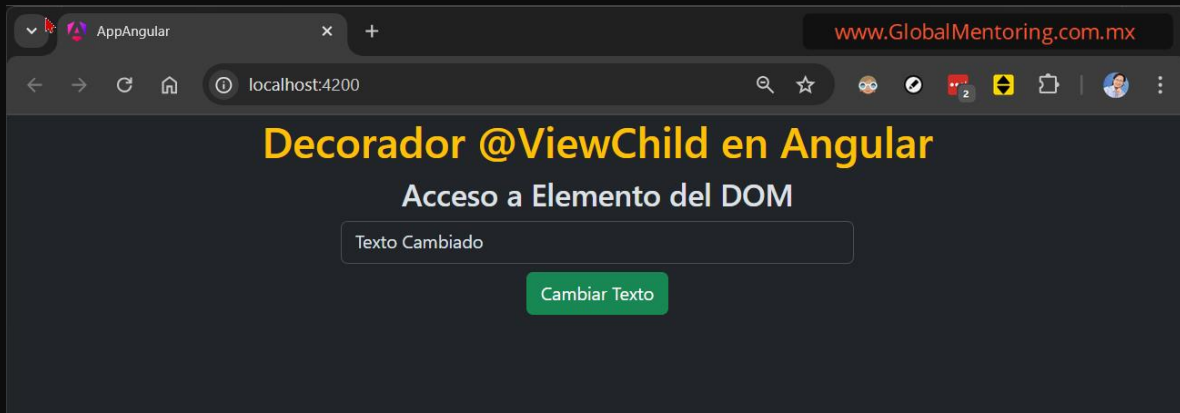 AppAngular
www.GlobalMentoring.com.mx
localhost:4200
2
Decorador @ViewChild en Angular
Acceso a Elemento del DOM
Texto Cambiado
Cambiar Texto